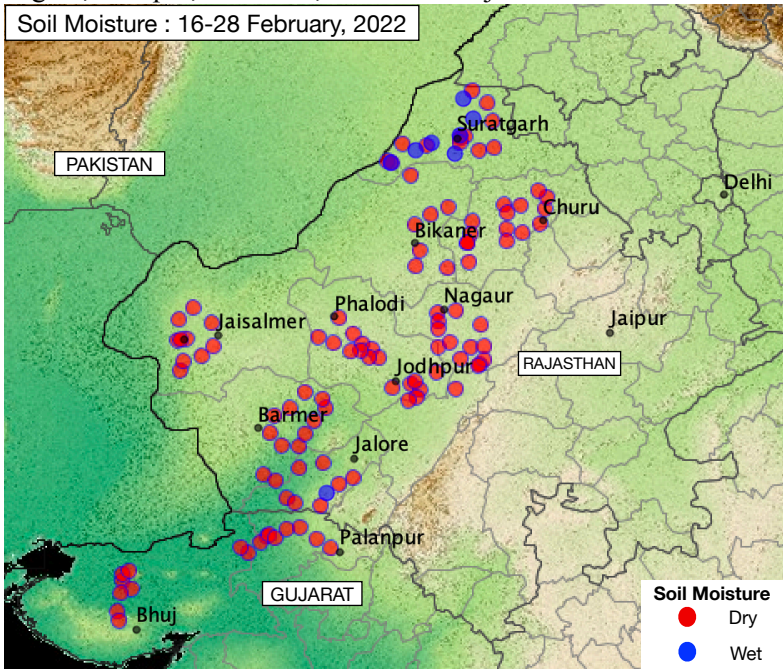 Soil Moisture : 16-28 February, 2022
Suratgarh
PAKISTAN
Delhi
Churu
Bikaner
Phalodi
Nagaur
Jaisalmer
Jaipur
Jodhpur
RAJASTHAN
Barmer
Jalore
Palanpur
GUJARAT
Bhuj
Soil Moisture
Dry
Wet